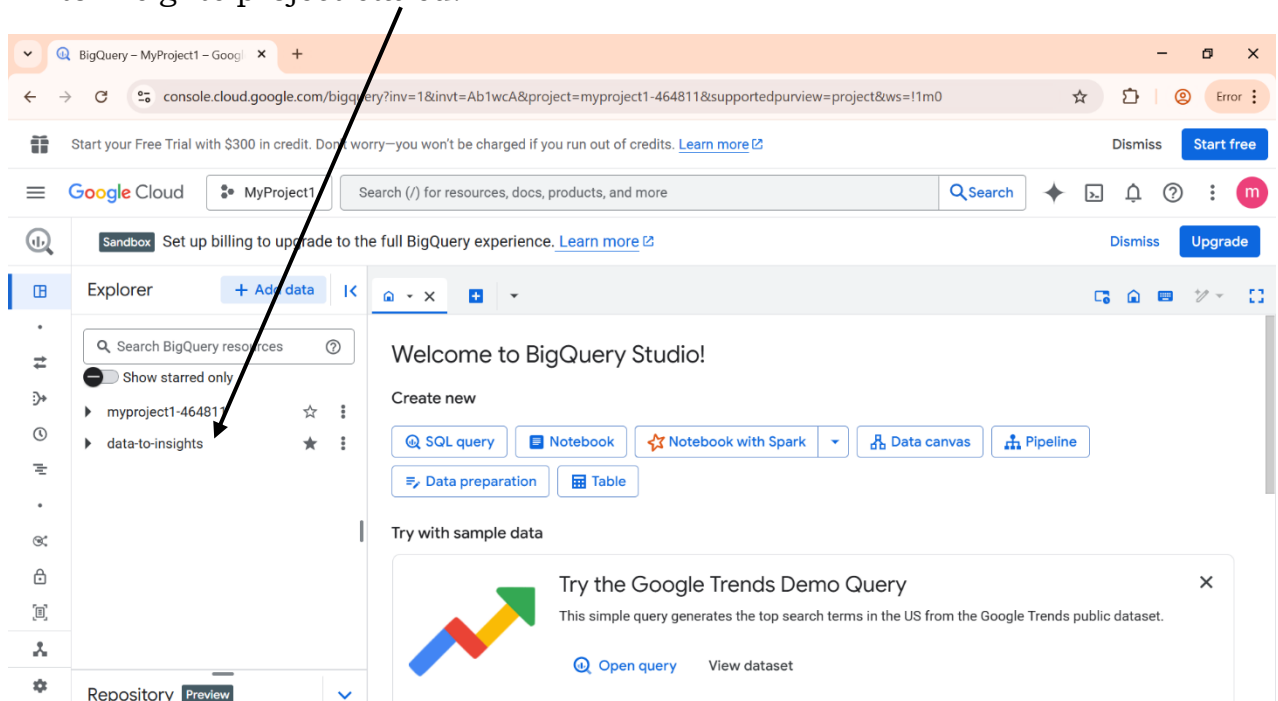 BigQuery – MyProject1 – Googl
console.cloud.google.com/bigquery?inv=1&invt=Ab1wcA&project=myproject1-464811&supportedpurview=project&ws=!1m0
Error
Start your Free Trial with $300 in credit. Don't worry—you won't be charged if you run out of credits. Learn more
Dismiss
Start free
Google Cloud
MyProject1
Search (/) for resources, docs, products, and more
Search
m
Sandbox Set up billing to upgrade to the full BigQuery experience. Learn more
Dismiss
Upgrade
Explorer
+ Add data
Search BigQuery resources
Show starred only
myproject1-464811
data-to-insights
Repository Preview
Welcome to BigQuery Studio!
Create new
SQL query
Notebook
Notebook with Spark
Data canvas
Pipeline
Data preparation
Table
Try with sample data
Try the Google Trends Demo Query
This simple query generates the top search terms in the US from the Google Trends public dataset.
Open query
View dataset